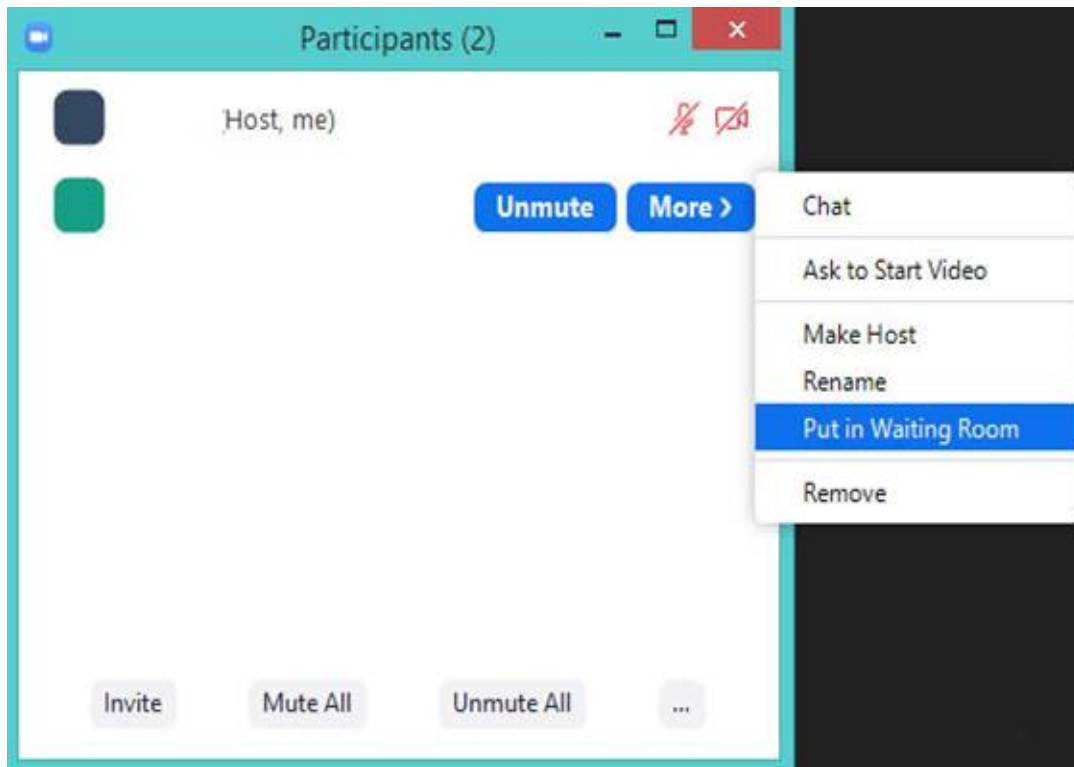 Participants (2)
Host, me)
Unmute More >
Chat
Ask to Start Video
Make Host
Rename
Put in Waiting Room
Remove
Invite Mute All Unmute All ...